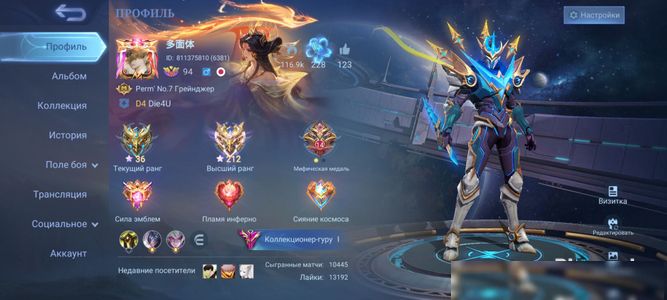 ПРОФИЛЬ
Настройки
Профиль
多面体
ID: 811375810 (6381)
94
116.9k
228
123
Альбом
Perm' No.7 Грейнджер
D4 Die4U
Коллекция
14
36
212
История
Текущий ранг
Высший ранг
Мифическая медаль
Поле боя
Трансляция
Визитка
Сила эмблем
Пламя инферно
Сияние космоса
Социальное
Редактировать
Коллекционер-гуру I
Аккаунт
Недавние посетители
Сыгранные матчи 10445
Лайки: 13192